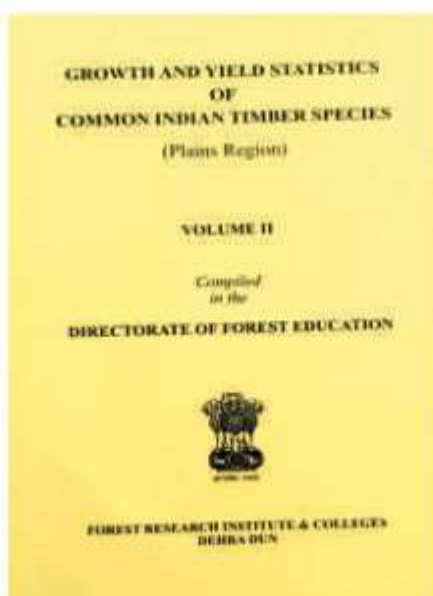 GROWTH AND YIELD STATISTICS
OF
COMMON INDIAN TIMBER SPECIES
(Plains Region)
VOLUME II
Compiled
in the
DIRECTORATE OF FOREST EDUCATION
FOREST RESEARCH INSTITUTE & COLLEGES
DEHRA DUN